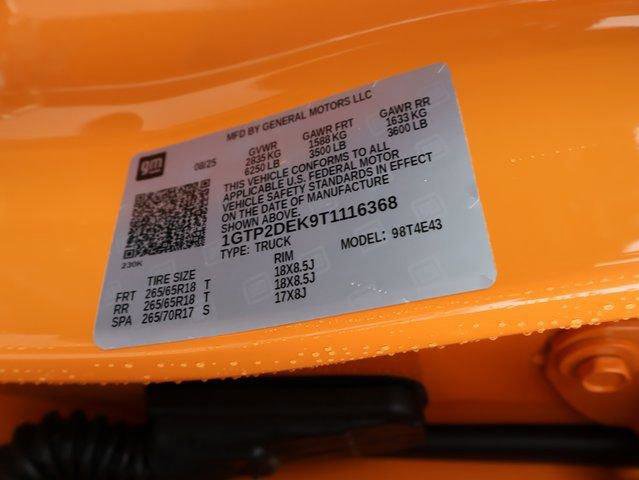 MFD BY GENERAL MOTORS LLC
gm
08/25
GVWR GAWR FRT GAWR RR
2835 KG 1588 KG 1633 KG
6250 LB 3500 LB 3600 LB
THIS VEHICLE CONFORMS TO ALL
APPLICABLE U.S. FEDERAL MOTOR
VEHICLE SAFETY STANDARDS IN EFFECT
ON THE DATE OF MANUFACTURE
SHOWN ABOVE.
1GTP2DEK9T1116368
TYPE: TRUCK MODEL: 98T4E43
230K
TIRE SIZE RIM
FRT 265/65R18 T 18X8.5J
RR 265/65R18 T 18X8.5J
SPA 265/70R17 S 17X8J